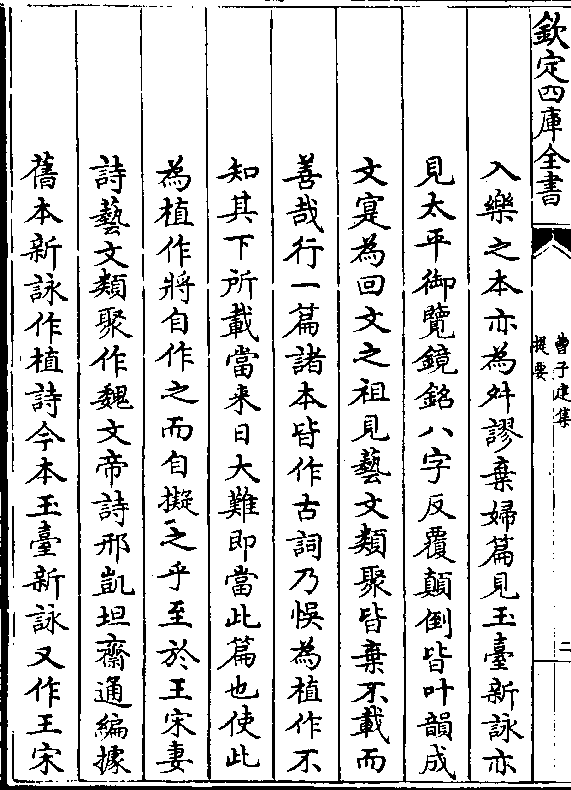 欽定四庫全書
曹子建集
提要
二
入樂之本亦為舛謬棄婦篇見玉臺新詠亦
見太平御覽鏡銘八字反覆顛倒皆叶韻成
文寔為回文之祖見藝文類聚皆棄不載而
善哉行一篇諸本皆作古詞乃悞為植作不
知其下所載當来日大難即當此篇也使此
為植作將自作之而自擬之乎至於王宋妻
詩藝文類聚作魏文帝詩邢凱坦齋通編據
舊本新詠作植詩今本玉臺新詠又作王宋